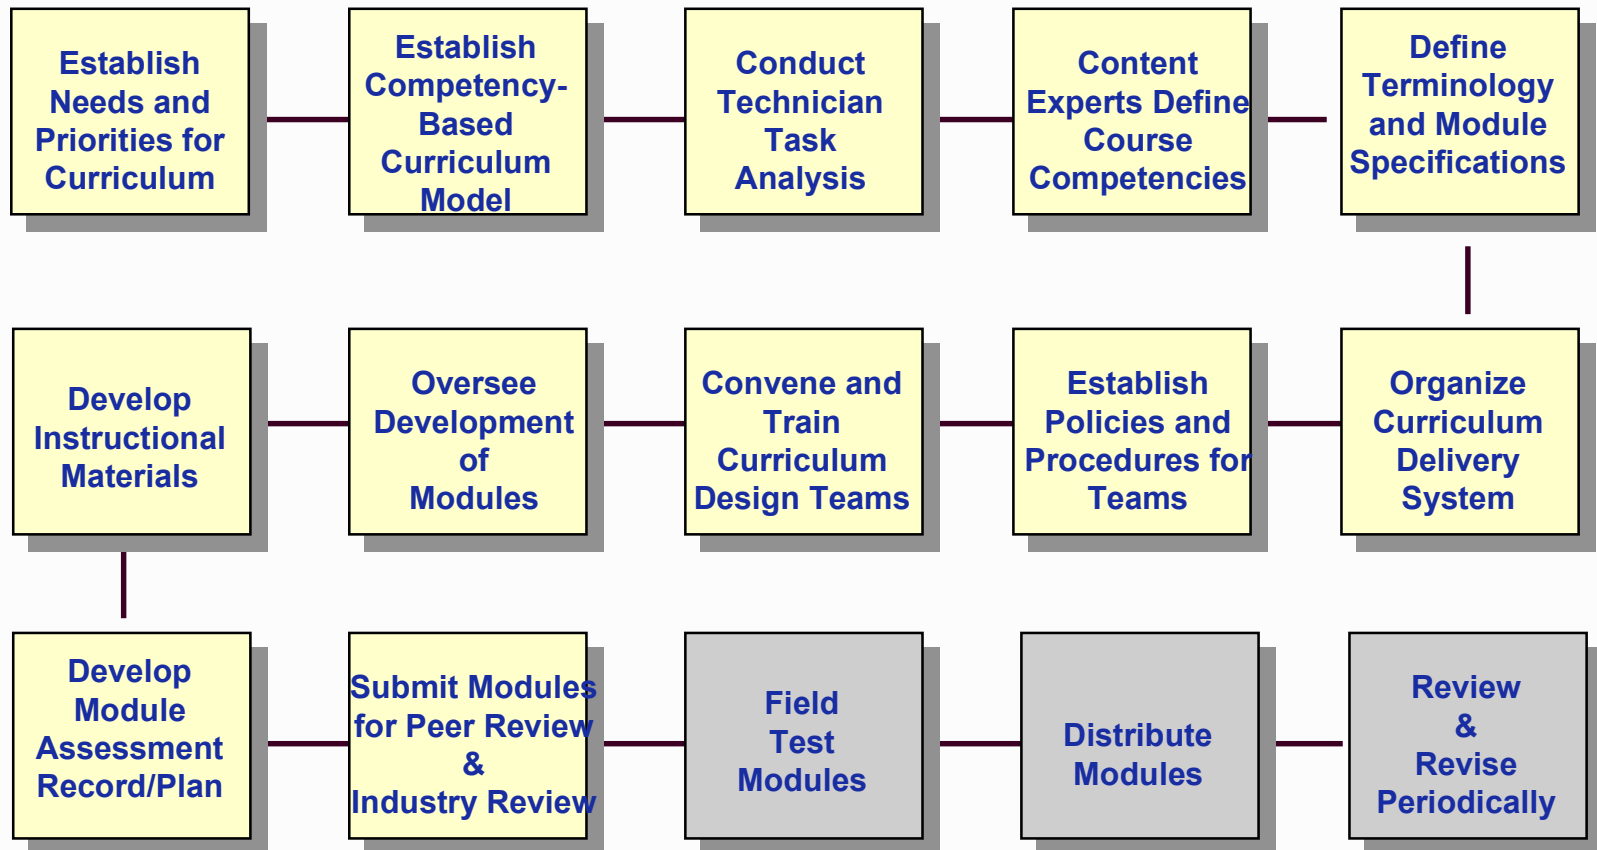 Establish
Needs and
Priorities for
Curriculum
Establish
Competency-
Based
Curriculum
Model
Conduct
Technician
Task
Analysis
Content
Experts Define
Course
Competencies
Define
Terminology
and Module
Specifications
Develop
Instructional
Materials
Oversee
Development
of
Modules
Convene and
Train
Curriculum
Design Teams
Establish
Policies and
Procedures for
Teams
Organize
Curriculum
Delivery
System
Develop
Module
Assessment
Record/Plan
Submit Modules
for Peer Review
&
Industry Review
Field
Test
Modules
Distribute
Modules
Review
&
Revise
Periodically